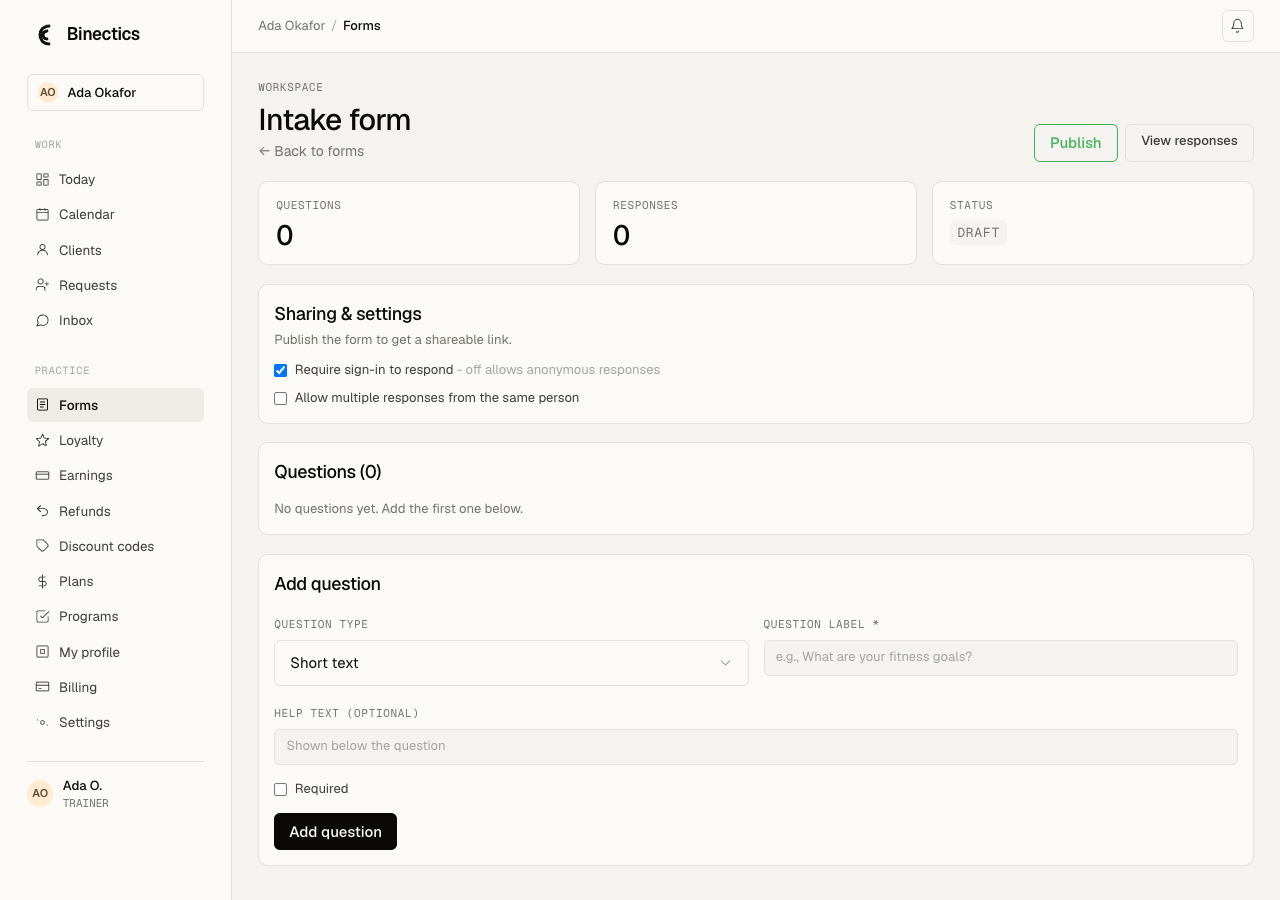 Binectics
AO Ada Okafor
WORK
Today
Calendar
Clients
Requests
Inbox
PRACTICE
Forms
Loyalty
Earnings
Refunds
Discount codes
Plans
Programs
My profile
Billing
Settings
AO Ada O.
TRAINER
Ada Okafor / Forms
WORKSPACE
Intake form
← Back to forms
Publish
View responses
QUESTIONS
0
RESPONSES
0
STATUS
DRAFT
Sharing & settings
Publish the form to get a shareable link.
Require sign-in to respond - off allows anonymous responses
Allow multiple responses from the same person
Questions (0)
No questions yet. Add the first one below.
Add question
QUESTION TYPE
Short text
QUESTION LABEL *
e.g., What are your fitness goals?
HELP TEXT (OPTIONAL)
Shown below the question
Required
Add question